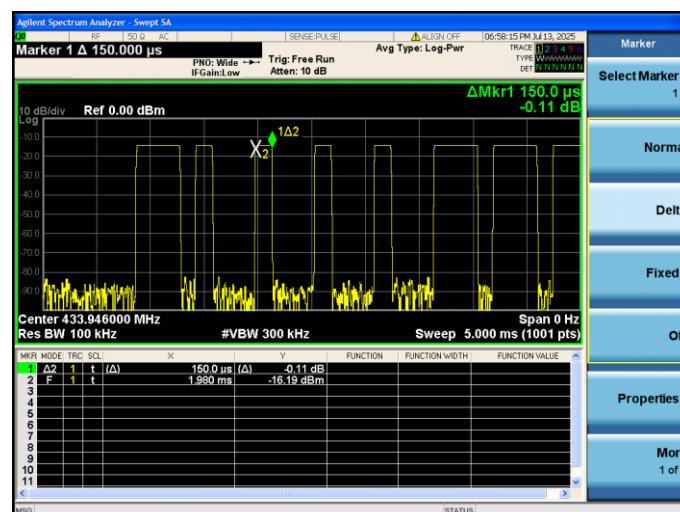 Agilent Spectrum Analyzer - Swept SA
RF 50 Ω AC SENSE:PULSE ALIGN OFF 06:58:15 PM Jul 13, 2025
Marker 1 Δ 150.000 µs
PNO: Wide
IFGain:Low
Trig: Free Run
Atten: 10 dB
Avg Type: Log-Pwr
TRACE 1 2 3 4 5 6
TYPE W
DET N N N N N N
ΔMkr1 150.0 µs
-0.11 dB
10 dB/div Ref 0.00 dBm
Log
-10.0
-20.0
-30.0
-40.0
-50.0
-60.0
-70.0
-80.0
-90.0
1Δ2
X2
Center 433.946000 MHz Span 0 Hz
Res BW 100 kHz #VBW 300 kHz Sweep 5.000 ms (1001 pts)
MKR MODE TRC SCL X Y FUNCTION FUNCTION WIDTH FUNCTION VALUE
1 Δ2 1 t (Δ) 150.0 µs (Δ) -0.11 dB
2 F 1 t 1.980 ms -16.19 dBm
3
4
5
6
7
8
9
10
11
MSG STATUS
Marker
Select Marker
1
Norma
Delt
Fixed
Of
Properties
Mor
1 of